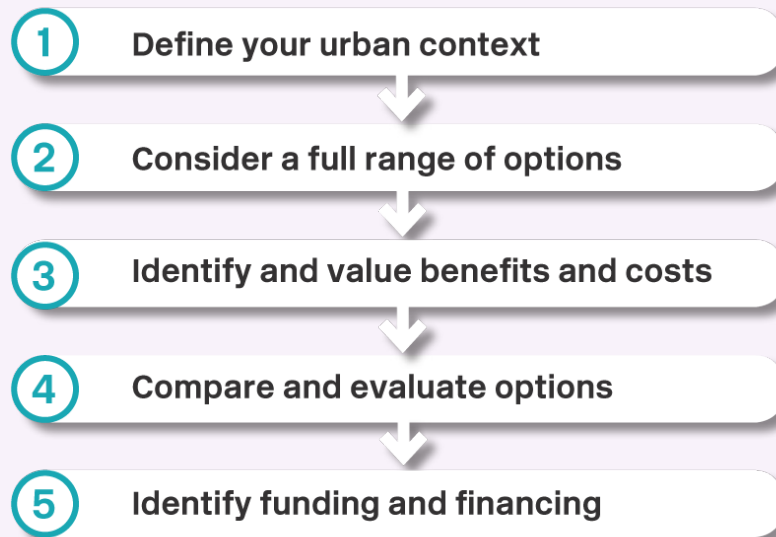 1 Define your urban context
2 Consider a full range of options
3 Identify and value benefits and costs
4 Compare and evaluate options
5 Identify funding and financing